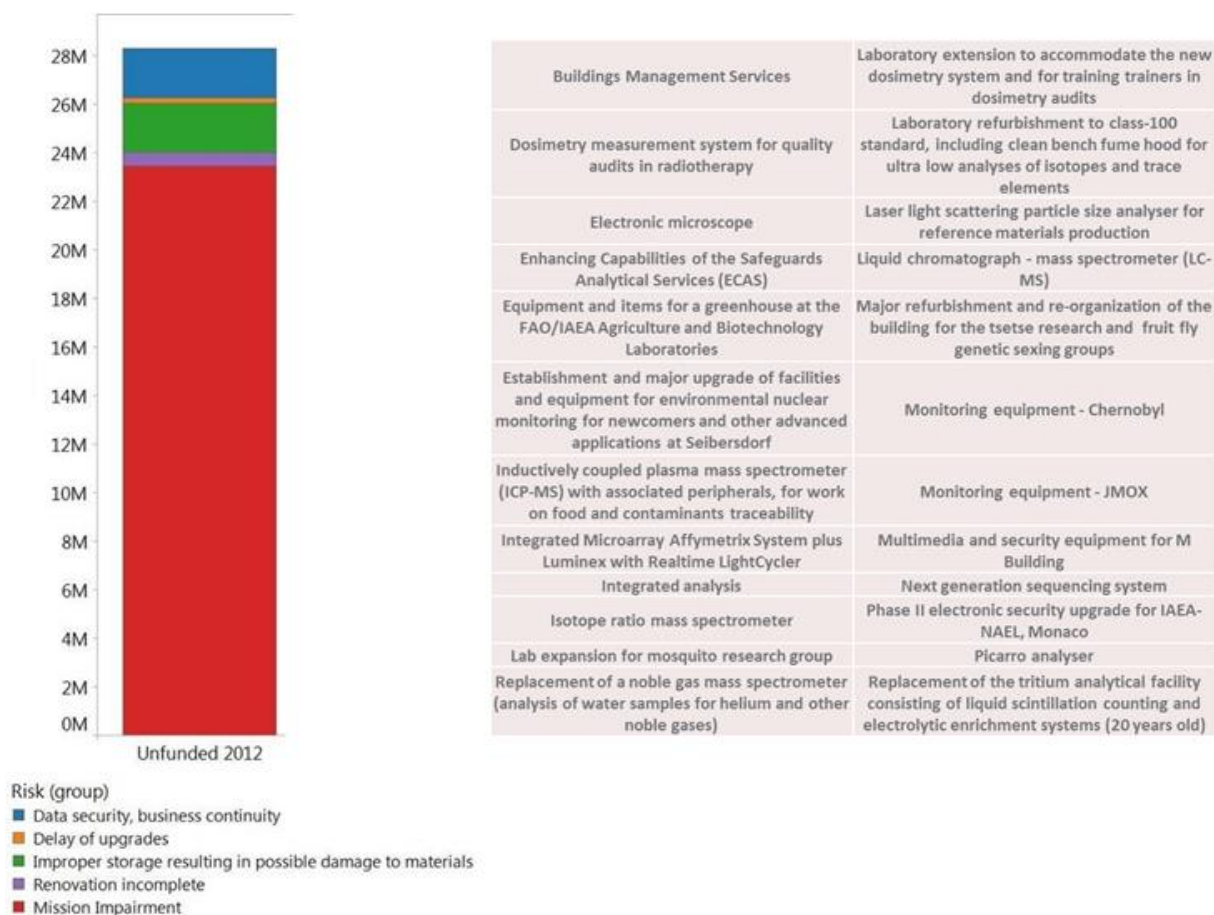 28M
26M
24M
22M
20M
18M
16M
14M
12M
10M
8M
6M
4M
2M
0M
Unfunded 2012
Risk (group)
Data security, business continuity
Delay of upgrades
Improper storage resulting in possible damage to materials
Renovation incomplete
Mission Impairment
Buildings Management Services
Laboratory extension to accommodate the new
dosimetry system and for training trainers in
dosimetry audits
Dosimetry measurement system for quality
audits in radiotherapy
Laboratory refurbishment to class-100
standard, including clean bench fume hood for
ultra low analyses of isotopes and trace
elements
Electronic microscope
Laser light scattering particle size analyser for
reference materials production
Enhancing Capabilities of the Safeguards
Analytical Services (ECAS)
Liquid chromatograph - mass spectrometer (LC-
MS)
Equipment and items for a greenhouse at the
FAO/IAEA Agriculture and Biotechnology
Laboratories
Major refurbishment and re-organization of the
building for the tsetse research and fruit fly
genetic sexing groups
Establishment and major upgrade of facilities
and equipment for environmental nuclear
monitoring for newcomers and other advanced
applications at Seibersdorf
Monitoring equipment - Chernobyl
Inductively coupled plasma mass spectrometer
(ICP-MS) with associated peripherals, for work
on food and contaminants traceability
Monitoring equipment - JMOX
Integrated Microarray Affymetrix System plus
Luminex with Realtime LightCycler
Multimedia and security equipment for M
Building
Integrated analysis
Next generation sequencing system
Isotope ratio mass spectrometer
Phase II electronic security upgrade for IAEA-
NAEL, Monaco
Lab expansion for mosquito research group
Picarro analyser
Replacement of a noble gas mass spectrometer
(analysis of water samples for helium and other
noble gases)
Replacement of the tritium analytical facility
consisting of liquid scintillation counting and
electrolytic enrichment systems (20 years old)